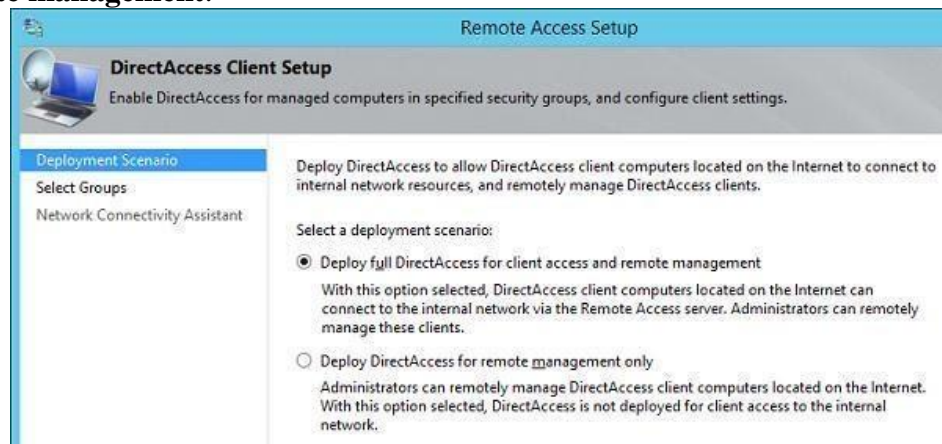 management.
Remote Access Setup
DirectAccess Client Setup
Enable DirectAccess for managed computers in specified security groups, and configure client settings.
Deployment Scenario
Select Groups
Network Connectivity Assistant
Deploy DirectAccess to allow DirectAccess client computers located on the Internet to connect to
internal network resources, and remotely manage DirectAccess clients.
Select a deployment scenario:
Deploy full DirectAccess for client access and remote management
With this option selected, DirectAccess client computers located on the Internet can
connect to the internal network via the Remote Access server. Administrators can remotely
manage these clients.
Deploy DirectAccess for remote management only
Administrators can remotely manage DirectAccess client computers located on the Internet.
With this option selected, DirectAccess is not deployed for client access to the internal
network.